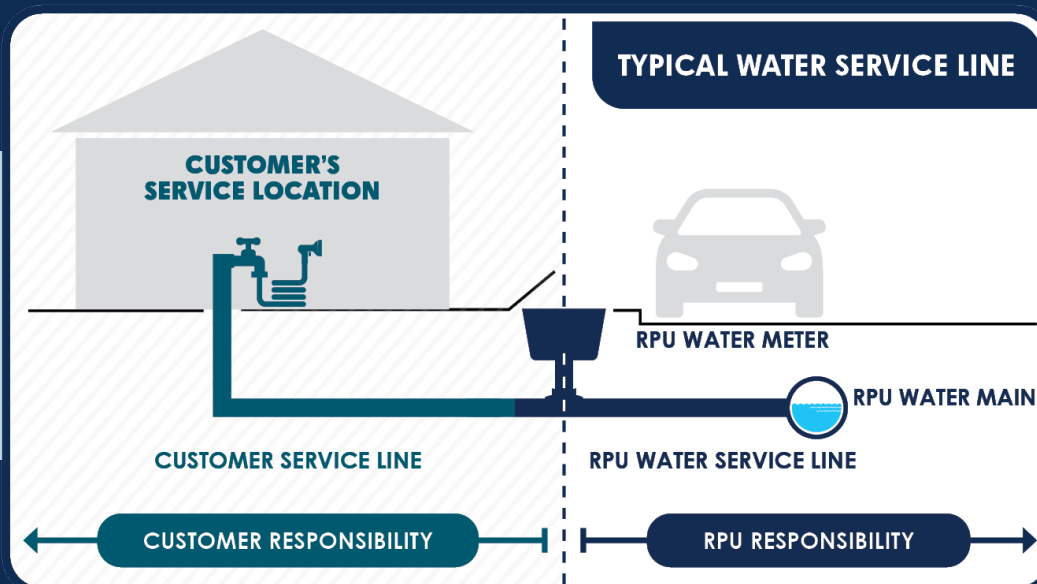 TYPICAL WATER SERVICE LINE
CUSTOMER'S
SERVICE LOCATION
RPU WATER METER
RPU WATER MAIN
CUSTOMER SERVICE LINE
RPU WATER SERVICE LINE
CUSTOMER RESPONSIBILITY
RPU RESPONSIBILITY